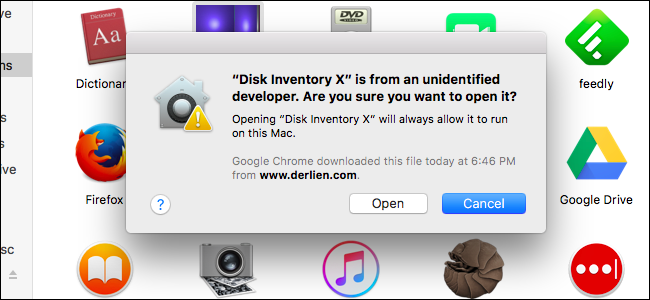 Dictionary
Aa
DVD
ns
Dictionar
feedly
"Disk Inventory X" is from an unidentified
developer. Are you sure you want to open it?
Opening "Disk Inventory X" will always allow it to run
on this Mac.
Google Chrome downloaded this file today at 6:46 PM
from www.derlien.com.
?
Open
Cancel
Firefox
Google Drive
sc